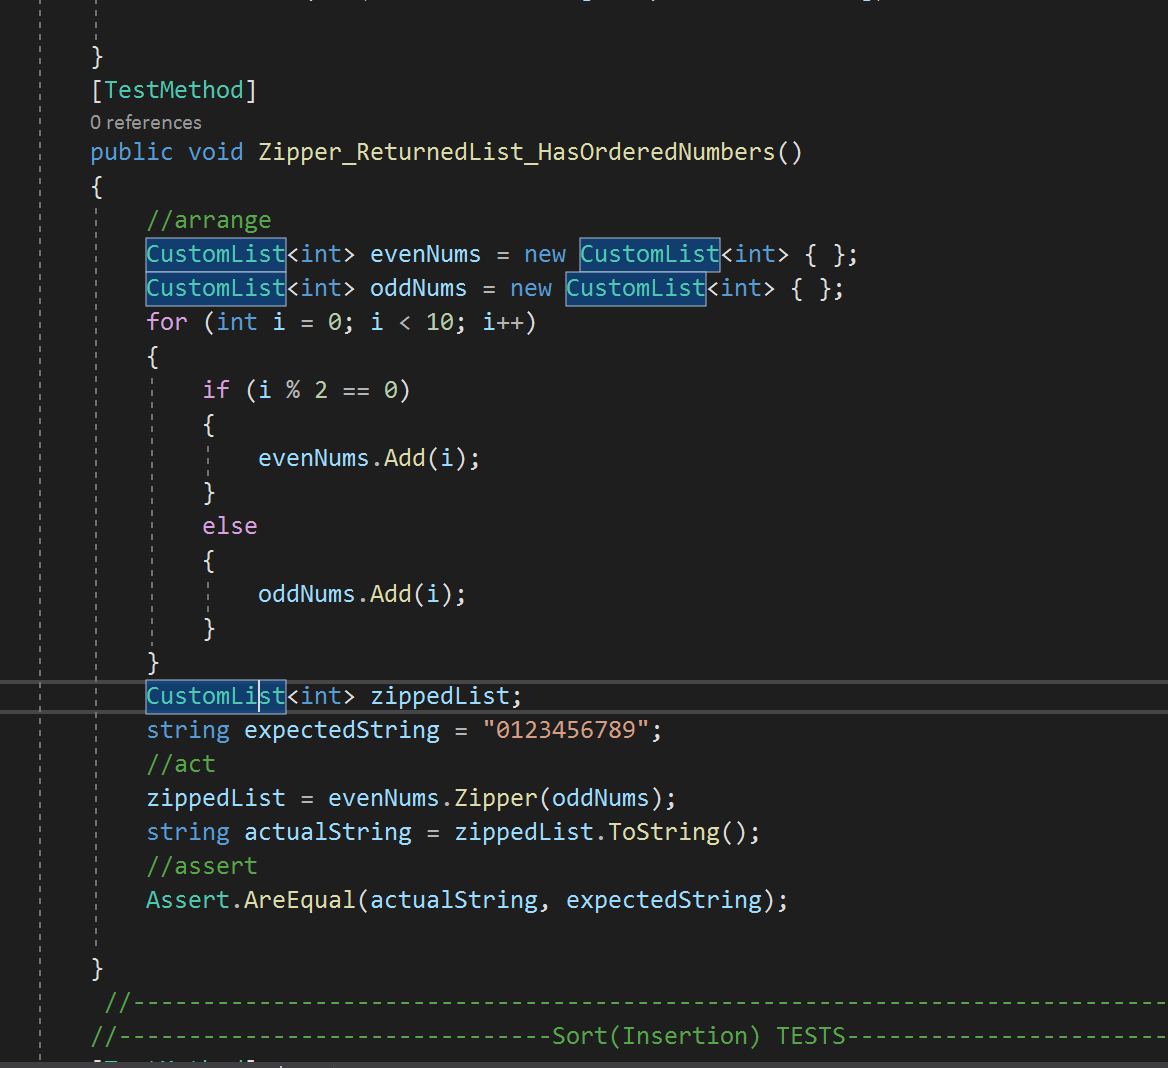 }
[TestMethod]
0 references
public void Zipper_ReturnedList_HasOrderedNumbers()
{
//arrange
CustomList<int> evenNums = new CustomList<int> { };
CustomList<int> oddNums = new CustomList<int> { };
for (int i = 0; i < 10; i++)
{
if (i % 2 == 0)
{
evenNums.Add(i);
}
else
{
oddNums.Add(i);
}
}
CustomList<int> zippedList;
string expectedString = "0123456789";
//act
zippedList = evenNums.Zipper(oddNums);
string actualString = zippedList.ToString();
//assert
Assert.AreEqual(actualString, expectedString);
}
//--------------------------------------------------------------------------
//-------------------------------Sort(Insertion) TESTS-----------------------